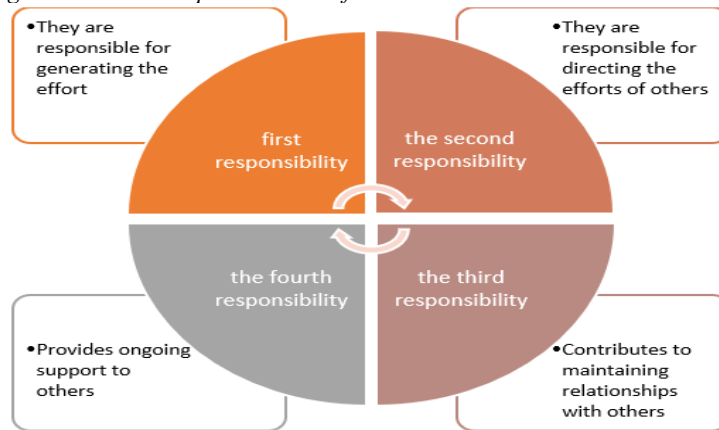 •They are
responsible for
generating the
effort
•They are
responsible for
directing the
efforts of others
first
responsibility
the second
responsibility
the fourth
responsibility
the third
responsibility
•Provides ongoing
support to
others
•Contributes to
maintaining
relationships
with others